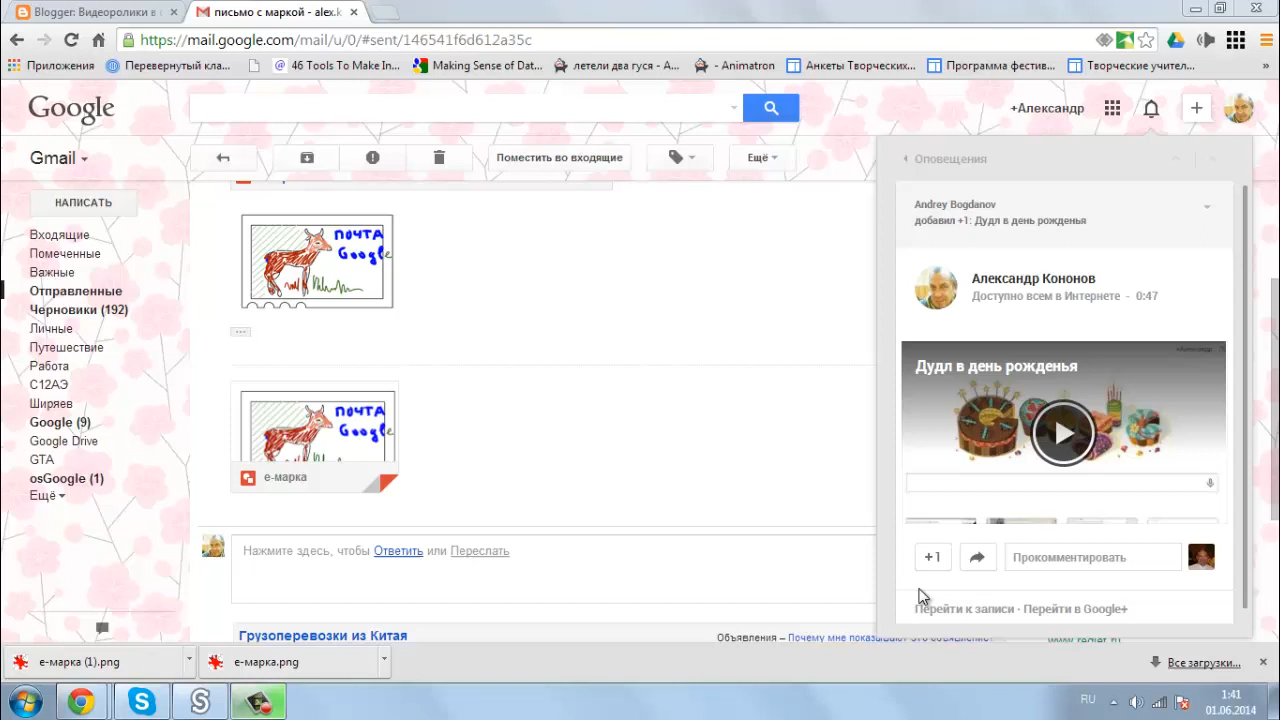 Blogger: Видеоролики в с
письмо с маркой - alex.k
https://mail.google.com/mail/u/0/#sent/146541f6d612a35c
Приложения
Перевернутый кла...
46 Tools To Make In...
Making Sense of Dat...
летели два гуся - А...
- Animatron
Анкеты Творческих...
Программа фестив...
Творческие учител...
»
Google
+Александр
Gmail
Поместить во входящие
Ещё
Оповещения
НАПИСАТЬ
Входящие
Помеченные
Важные
Отправленные
Черновики (192)
Личные
Путешествие
Работа
С12АЭ
Ширяев
Google (9)
Google Drive
GTA
osGoogle (1)
Ещё
ПОЧТА
Google
ПОЧТА
Google
е-марка
Нажмите здесь, чтобы Ответить или Переслать
Грузоперевозки из Китая
Объявления – Почему мне показывают это объявление?
Andrey Bogdanov
добавил +1: Дудл в день рожденья
Александр Кононов
Доступно всем в Интернете - 0:47
Дудл в день рожденья
+1
Прокомментировать
Перейти к записи - Перейти в Google+
е-марка (1).png
е-марка.png
Все загрузки...
RU
1:41
01.06.2014